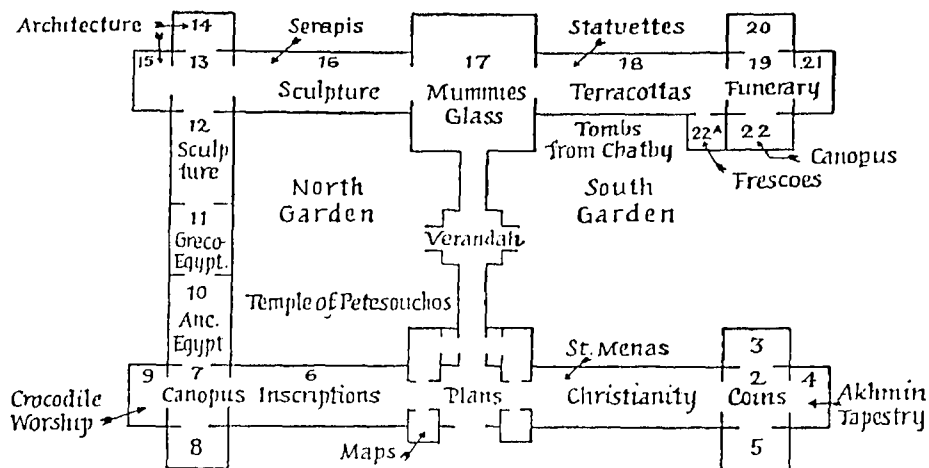 Architecture
14
Serapis
Statuettes
20
15
13
16
17
18
19
21
Sculpture
Mummies
Glass
Terracottas
Funerary
12
Sculp
ture
Tombs
from Chatby
22A
22
Canopus
Frescoes
North
Garden
South
Garden
11
Greco-
Egypt.
Verandah
10
Anc.
Egypt
Temple of Petesouchos
St. Menas
3
9
7
6
2
4
Crocodile
Worship
Canopus
Inscriptions
Plans
Christianity
Coins
Akhmin
Tapestry
8
Maps
5